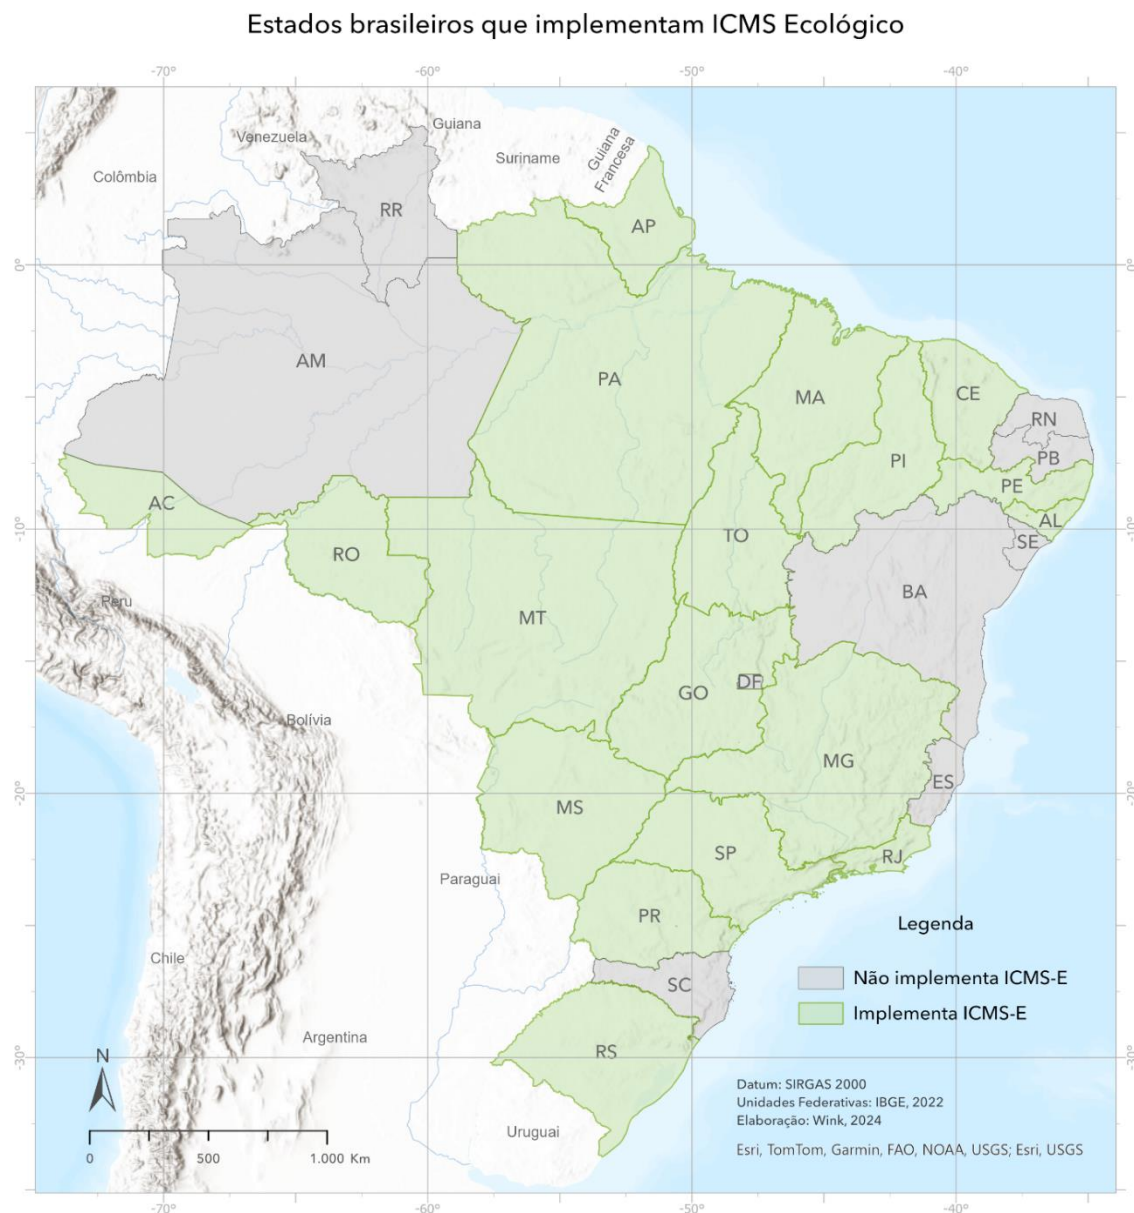 Estados brasileiros que implementam ICMS Ecológico
-70° -60° -50° -40°
Venezuela
Guiana
Suriname
Guiana
Francesa
Colômbia
RR
AP
0° 0°
AM
PA
MA
CE
RN
PB
PI
PE
AC
AL
-10° -10°
RO
TO
SE
Peru
MT
BA
GO
DF
Bolívia
MG
ES
-20° -20°
MS
SP
RJ
Paraguai
PR
Legenda
Chile
SC
Não implementa ICMS-E
Implementa ICMS-E
Argentina
RS
-30° -30°
N
Datum: SIRGAS 2000
Unidades Federativas: IBGE, 2022
Elaboração: Wink, 2024
Uruguai
Esri, TomTom, Garmin, FAO, NOAA, USGS; Esri, USGS
0 500 1.000 Km
-70° -60° -50° -40°